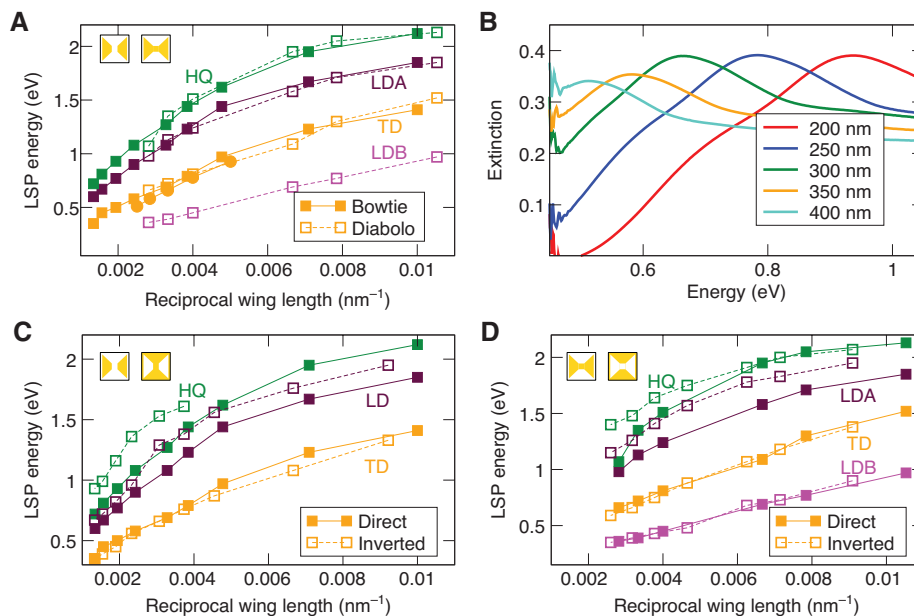 A
LSP energy (eV)
2
1.5
1
0.5
HQ
LDA
TD
LDB
Bowtie
Diabolo
0.002
0.004
0.006
0.008
0.01
Reciprocal wing length (nm⁻¹)
B
Extinction
0.4
0.3
0.2
0.1
200 nm
250 nm
300 nm
350 nm
400 nm
0.6
0.8
1
Energy (eV)
C
LSP energy (eV)
2
1.5
1
0.5
HQ
LD
TD
Direct
Inverted
0.002
0.004
0.006
0.008
0.01
Reciprocal wing length (nm⁻¹)
D
LSP energy (eV)
2
1.5
1
0.5
HQ
LDA
TD
LDB
Direct
Inverted
0.002
0.004
0.006
0.008
0.01
Reciprocal wing length (nm⁻¹)